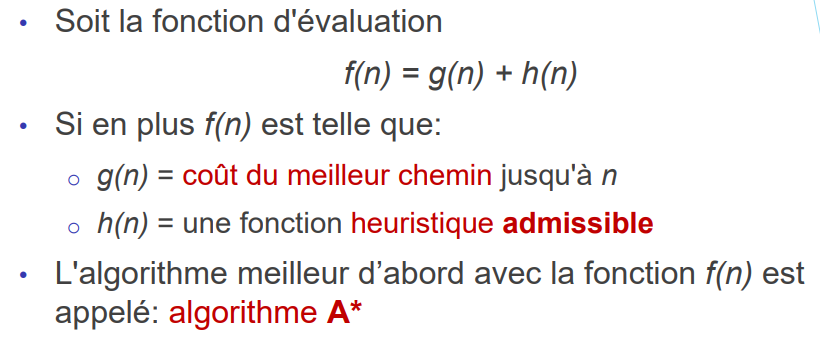 • Soit la fonction d'évaluation
f(n) = g(n) + h(n)
• Si en plus f(n) est telle que:
o g(n) = coût du meilleur chemin jusqu'à n
o h(n) = une fonction heuristique admissible
• L'algorithme meilleur d’abord avec la fonction f(n) est
appelé: algorithme A*